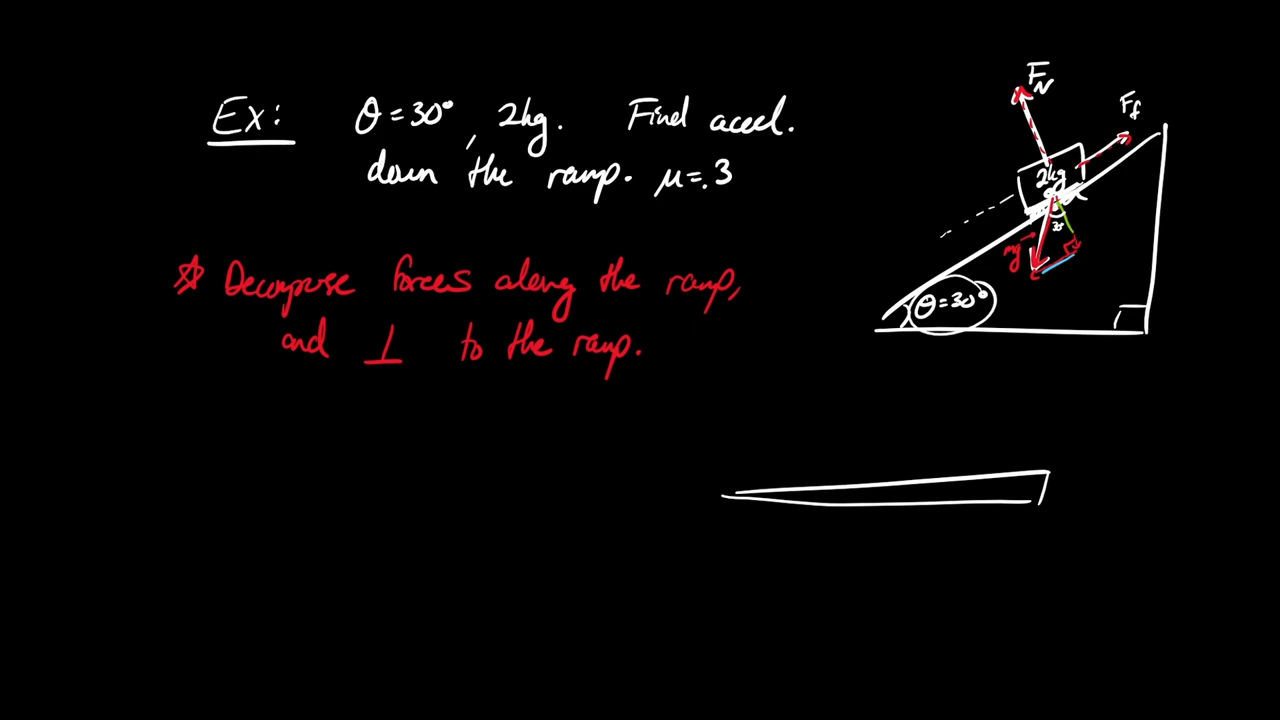 Ex: θ = 30°, 2kg. Find accel.
down the ramp. μ = .3
☆ Decompose forces along the ramp,
and ⊥ to the ramp.
F_N
F_f
2kg
30
mg
θ = 30°